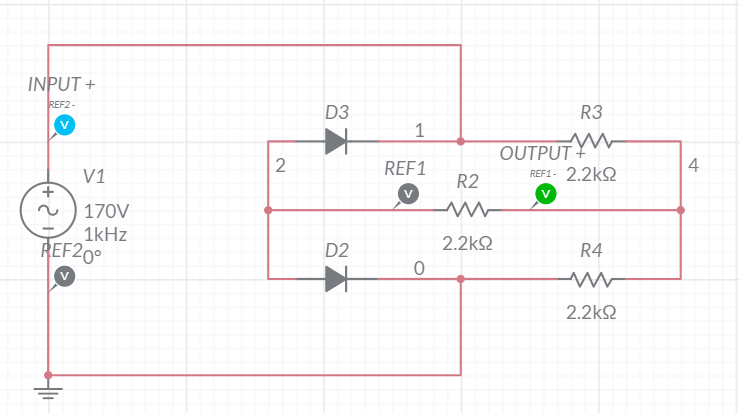 INPUT +
REF2 -
V
D3
1
R3
OUTPUT +
REF1 -
2.2kΩ
2
REF1
V
R2
V
4
V1
170V
1kHz
0°
REF2
V
2.2kΩ
D2
0
R4
2.2kΩ